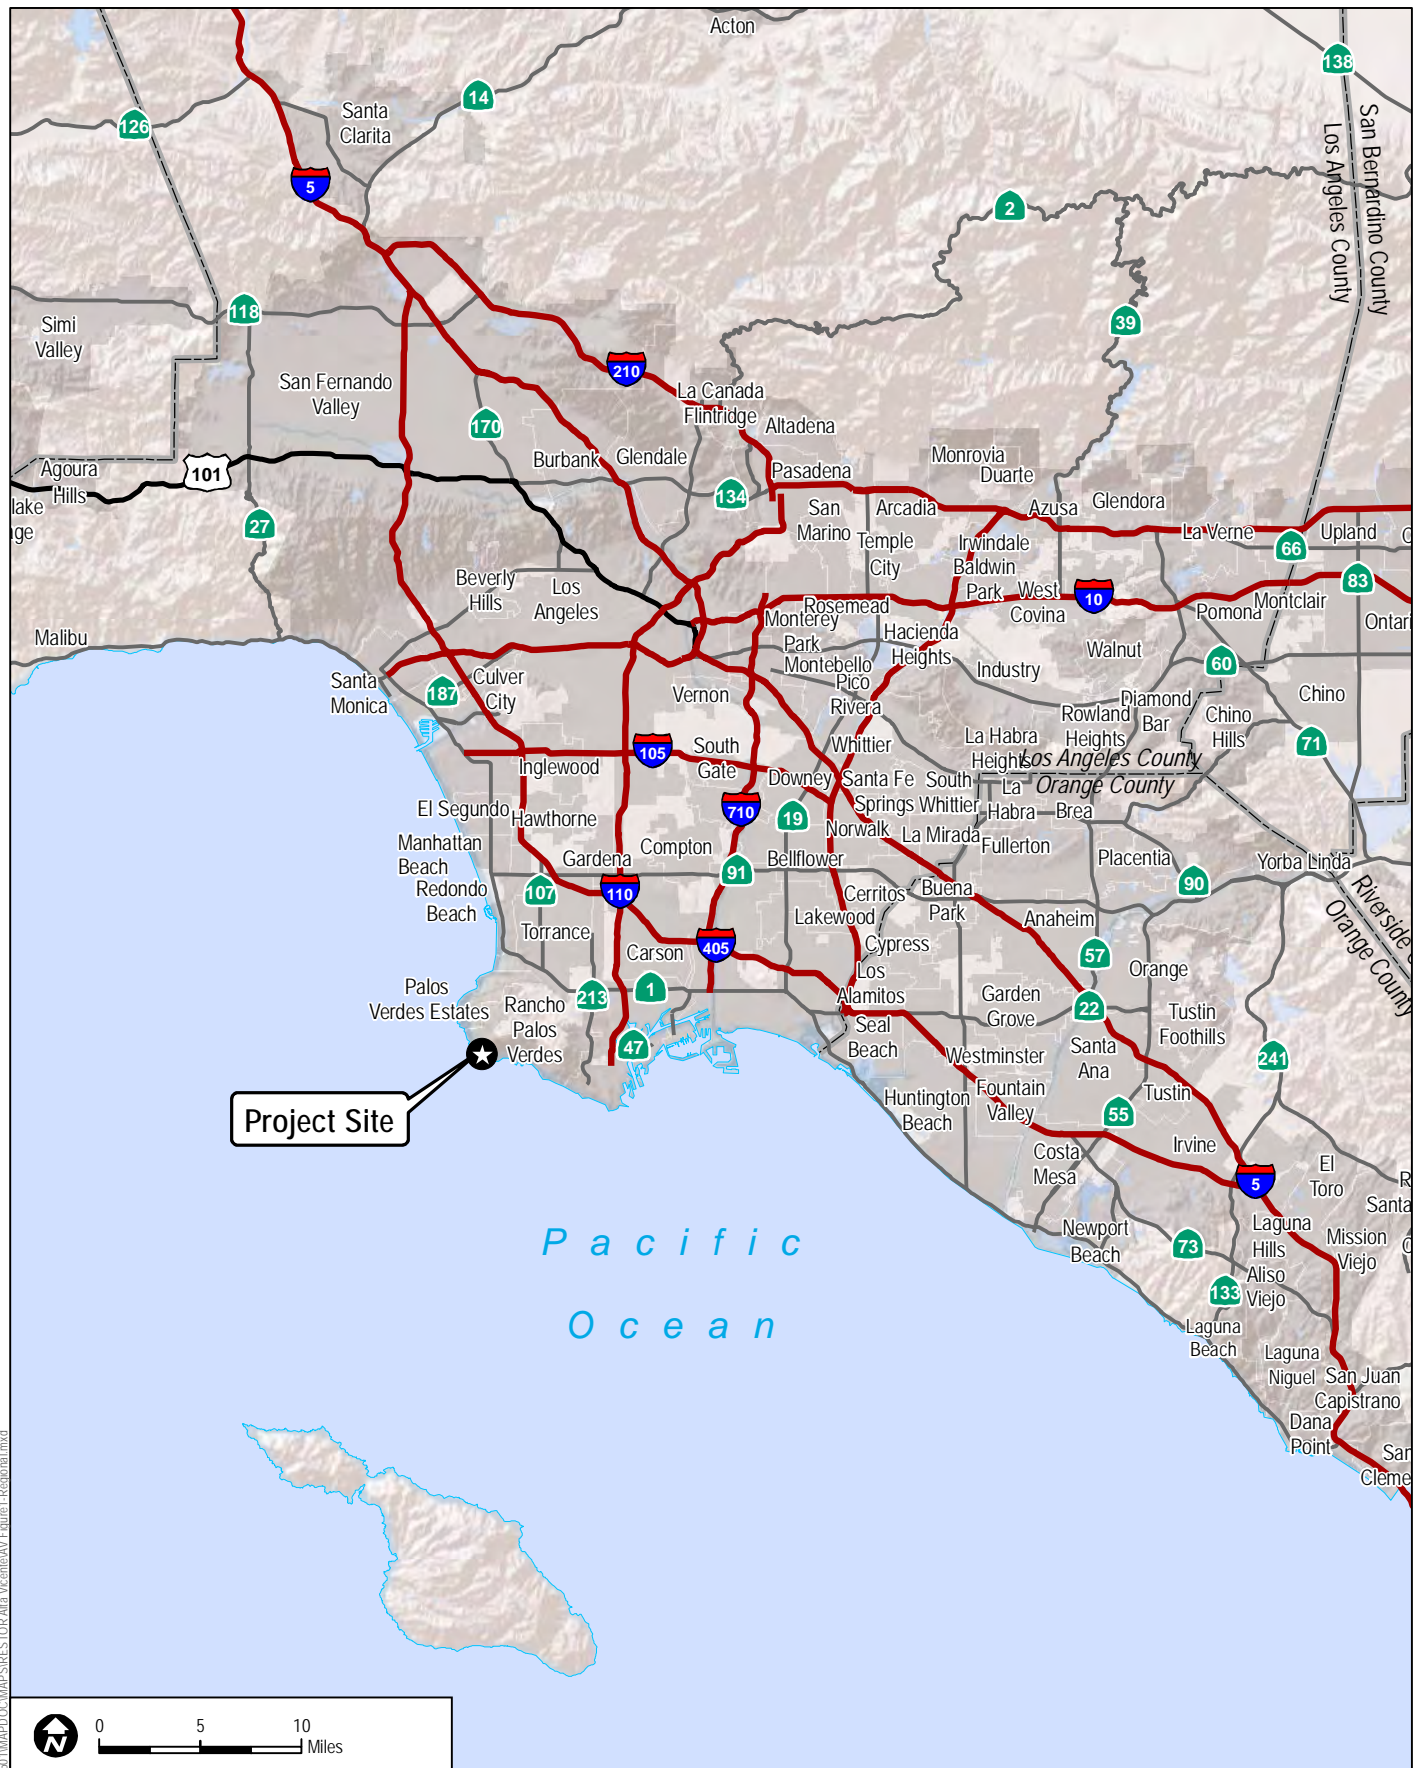 Acton
138
14
Santa
Clarita
126
San Bernardino County
Los Angeles County
5
2
118
39
Simi
Valley
San Fernando
Valley
210
La Canada
Flintridge
170
Altadena
Burbank
Glendale
Monrovia
Duarte
Agoura
Hills
101
Pasadena
134
lake
ge
27
San
Marino
Arcadia
Azusa
Glendora
La Verne
Upland
66
Temple
City
Irwindale
Baldwin
Park
83
Beverly
Hills
Los
Angeles
West
Covina
10
Rosemead
Pomona
Montclair
Monterey
Park
Ontari
Malibu
Hacienda
Heights
Walnut
60
Montebello
Industry
Santa
Monica
187
Culver
City
Vernon
Pico
Rivera
Diamond
Bar
Chino
Rowland
Heights
Chino
Hills
71
Whittier
La Habra
Heights
105
South
Gate
Los Angeles County
Orange County
Inglewood
Downey
Santa Fe
Springs
South
Whittier
La
Habra
Brea
El Segundo
Hawthorne
710
19
Norwalk
La Mirada
Fullerton
Manhattan
Beach
Compton
Gardena
Bellflower
Placentia
Yorba Linda
91
90
Redondo
Beach
107
110
Cerritos
Buena
Park
Riverside C
Orange County
Lakewood
Anaheim
Torrance
Carson
405
Cypress
57
Orange
Los
Alamitos
Palos
Verdes Estates
Rancho
Palos
Verdes
213
1
Garden
Grove
22
Tustin
Foothills
Seal
Beach
47
Westminster
Santa
Ana
241
Project Site
Huntington
Beach
Fountain
Valley
55
Tustin
Irvine
Costa
Mesa
El
Toro
5
R
Santa
Newport
Beach
73
Laguna
Hills
Mission
Viejo
Aliso
Viejo
133
Pacific
Ocean
Laguna
Beach
Laguna
Niguel
San Juan
Capistrano
Dana
Point
San
Cleme
N
0 5 10
Miles